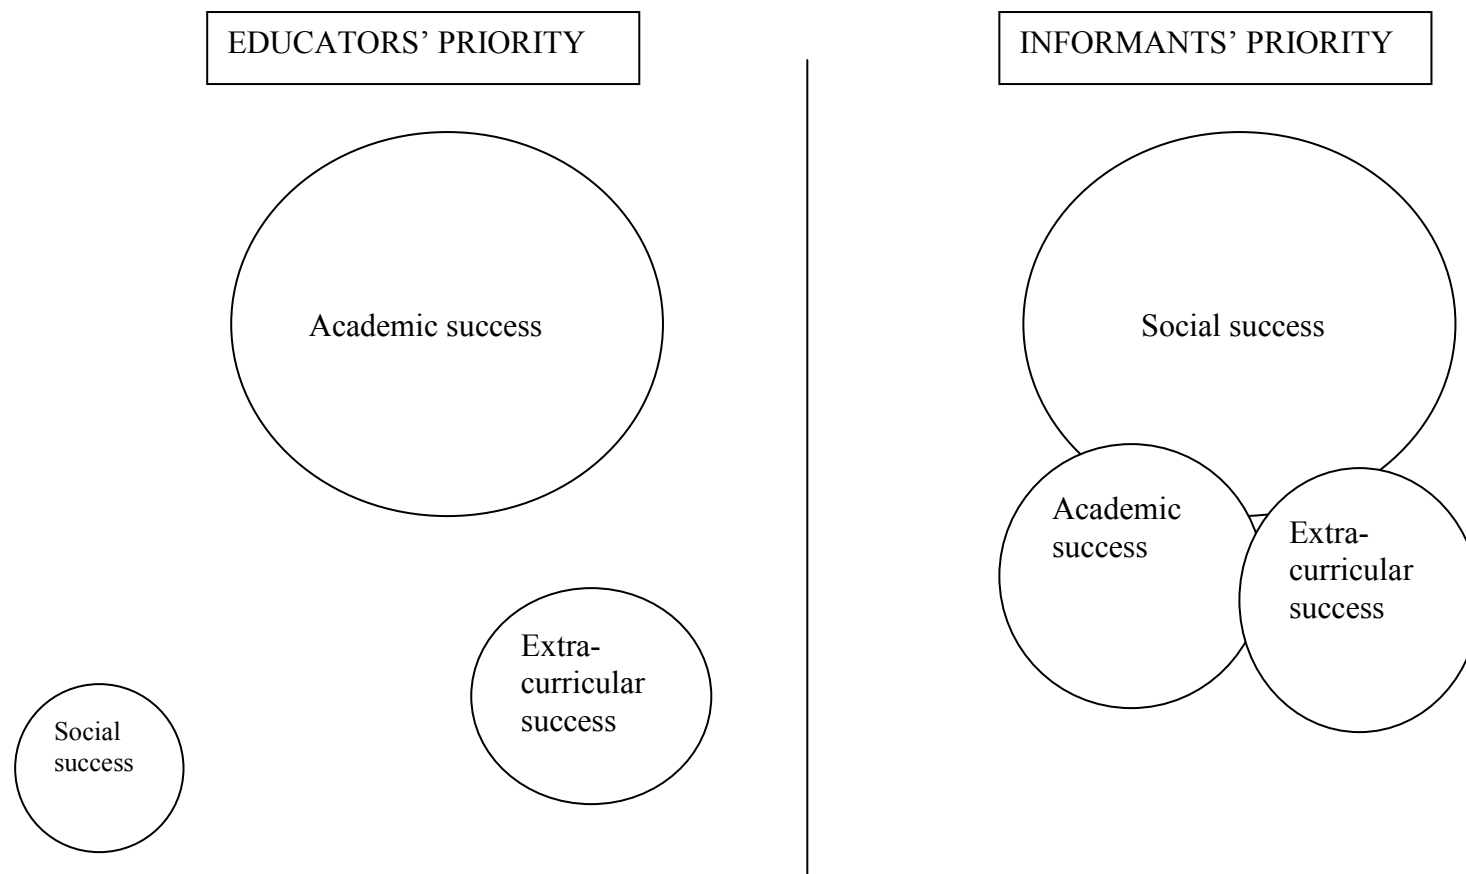 EDUCATORS’ PRIORITY
Academic success
Extra-
curricular
success
Social
success
INFORMANTS’ PRIORITY
Social success
Academic
success
Extra-
curricular
success